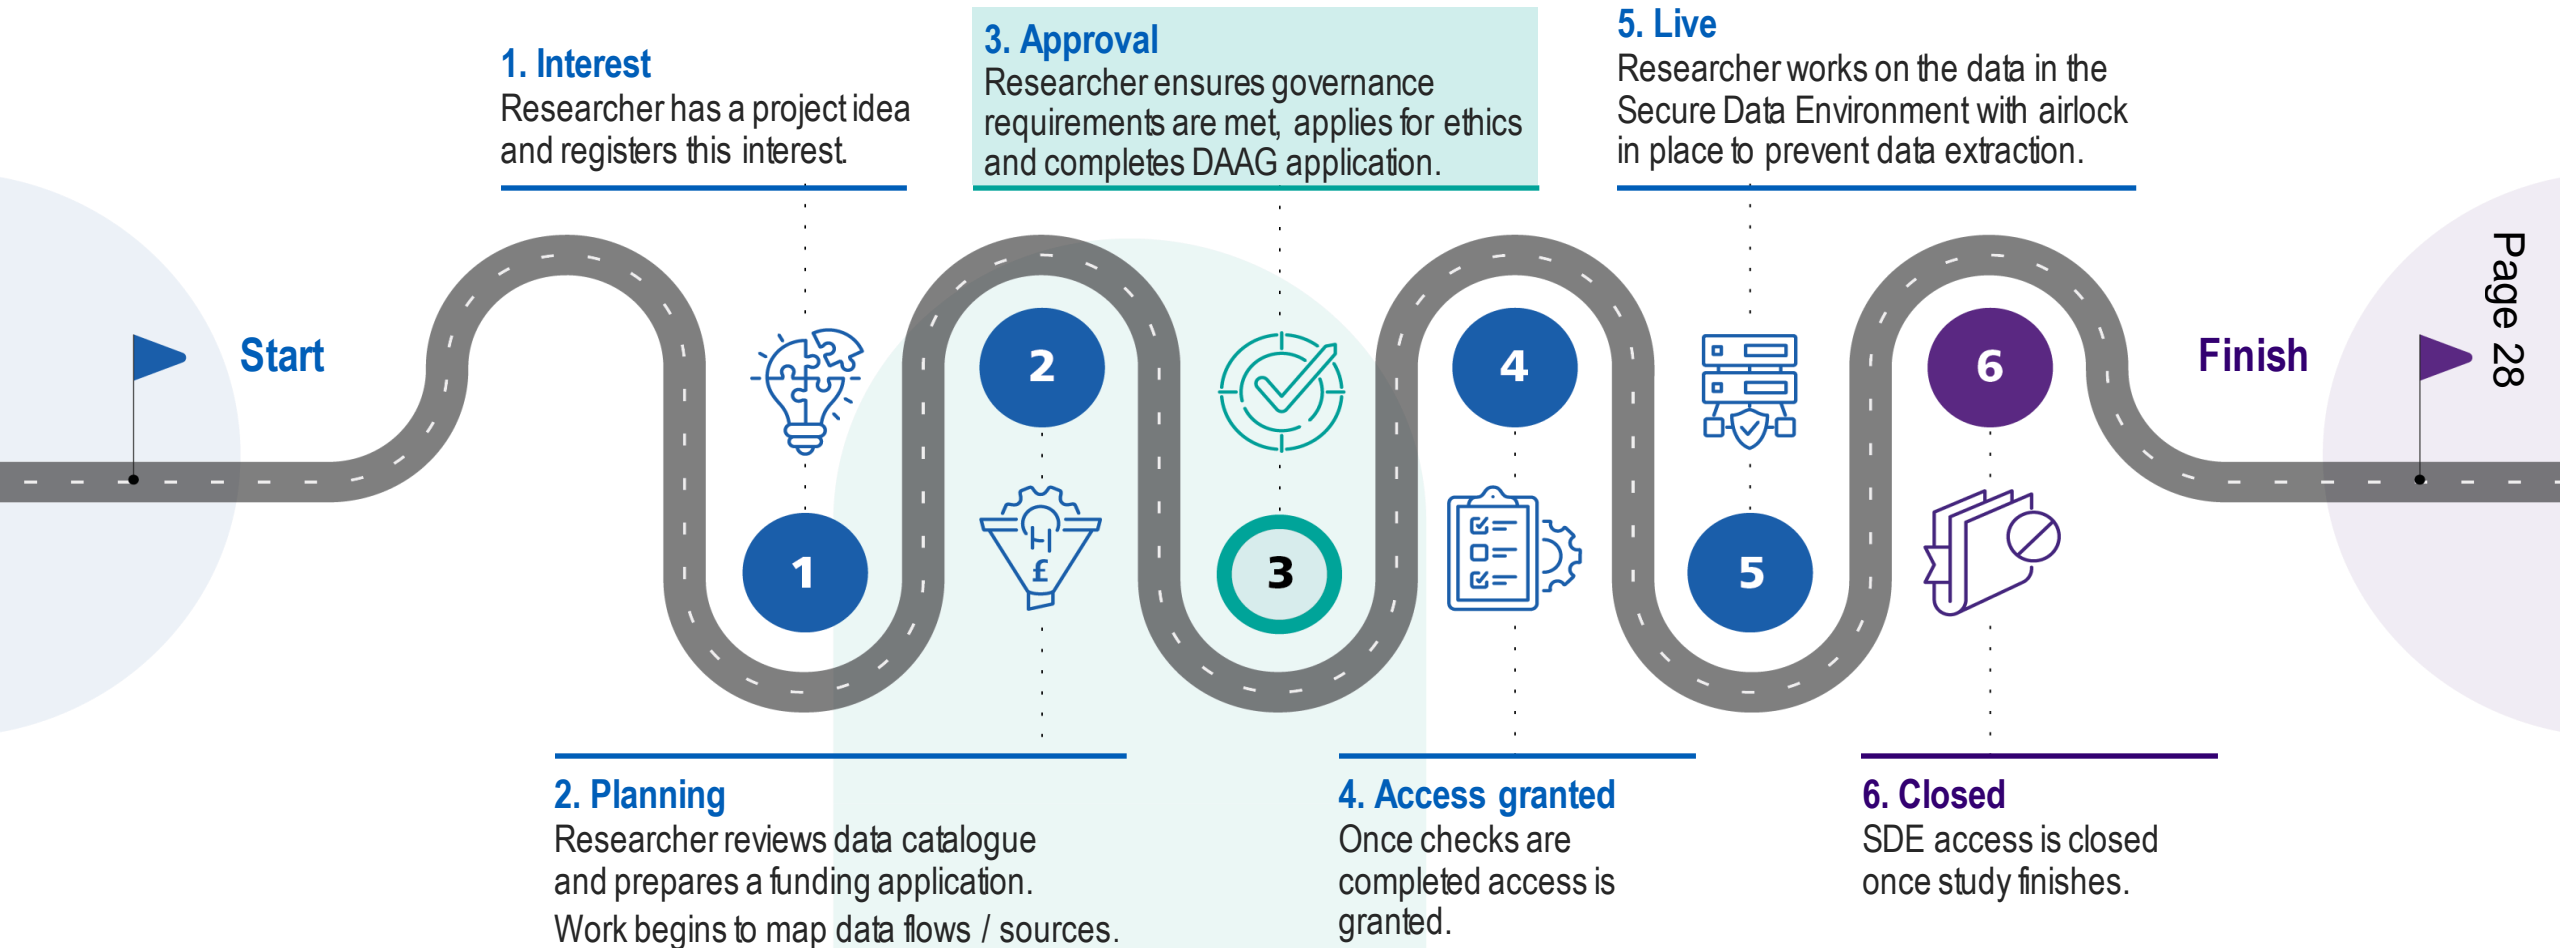 1. Interest
Researcher has a project idea
and registers this interest.
3. Approval
Researcher ensures governance
requirements are met, applies for ethics
and completes DAAG application.
5. Live
Researcher works on the data in the
Secure Data Environment with airlock
in place to prevent data extraction.
Start
2
4
6
Finish
Page 28
1
£
3
5
2. Planning
Researcher reviews data catalogue
and prepares a funding application.
Work begins to map data flows / sources.
4. Access granted
Once checks are
completed access is
granted.
6. Closed
SDE access is closed
once study finishes.